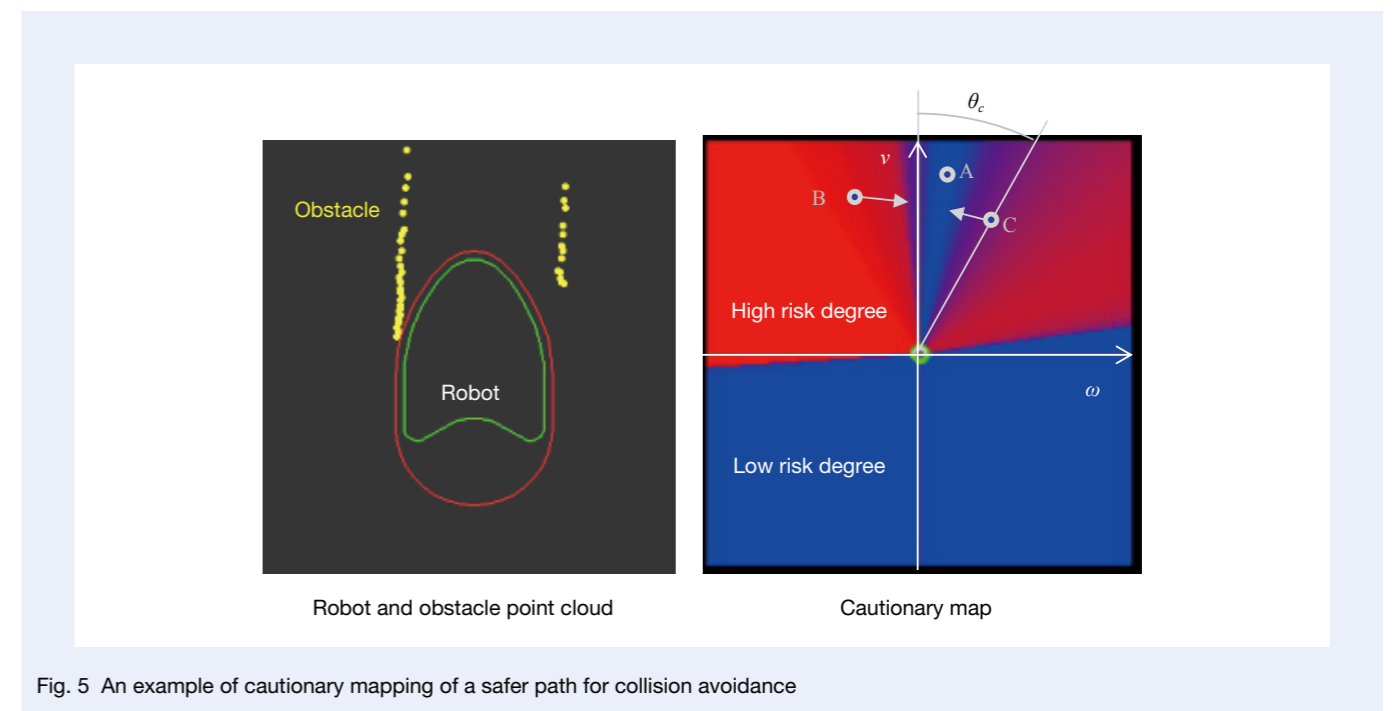 Obstacle
Robot
θc
v
A
B
C
High risk degree
ω
Low risk degree
Robot and obstacle point cloud
Cautionary map
Fig. 5 An example of cautionary mapping of a safer path for collision avoidance